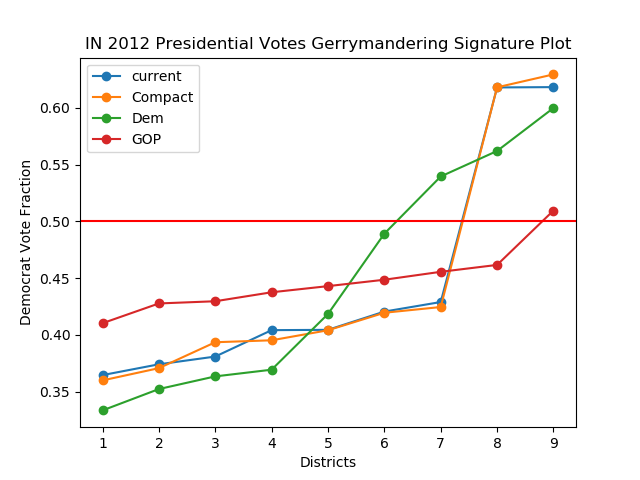 IN 2012 Presidential Votes Gerrymandering Signature Plot
current
Compact
Dem
GOP
0.60
0.55
0.50
0.45
0.40
0.35
Democrat Vote Fraction
1 2 3 4 5 6 7 8 9
Districts